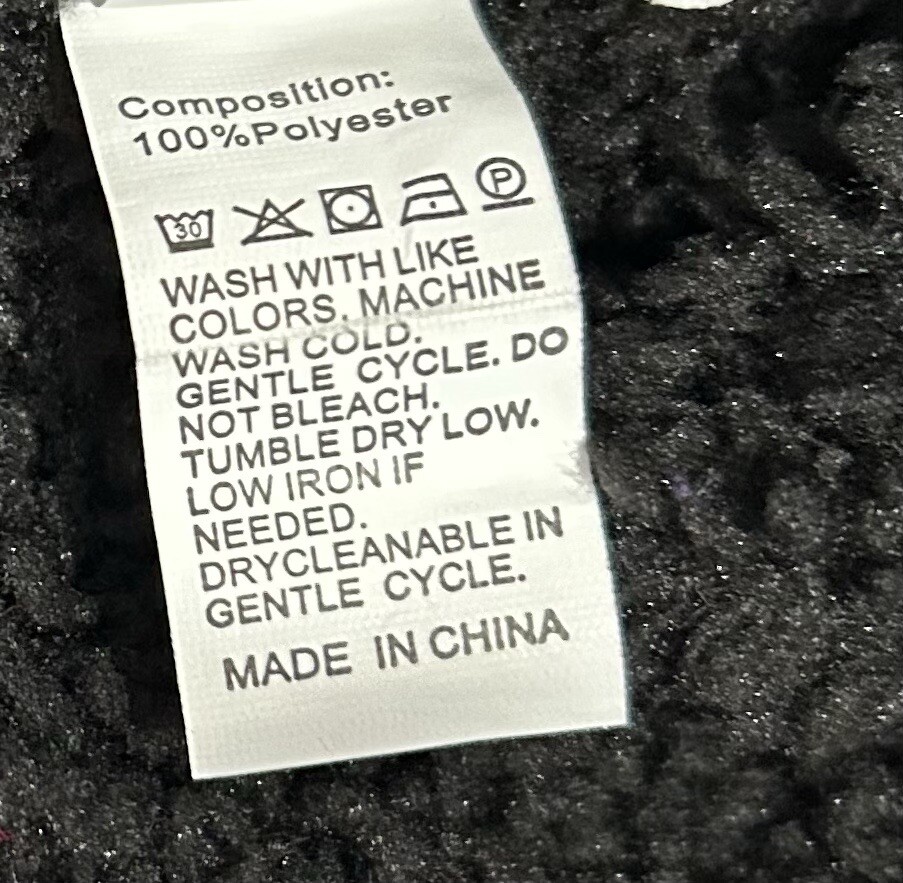 Composition:
100%Polyester
30 P
WASH WITH LIKE
COLORS. MACHINE
WASH COLD.
GENTLE CYCLE. DO
NOT BLEACH.
TUMBLE DRY LOW.
LOW IRON IF
NEEDED.
DRYCLEANABLE IN
GENTLE CYCLE.
MADE IN CHINA